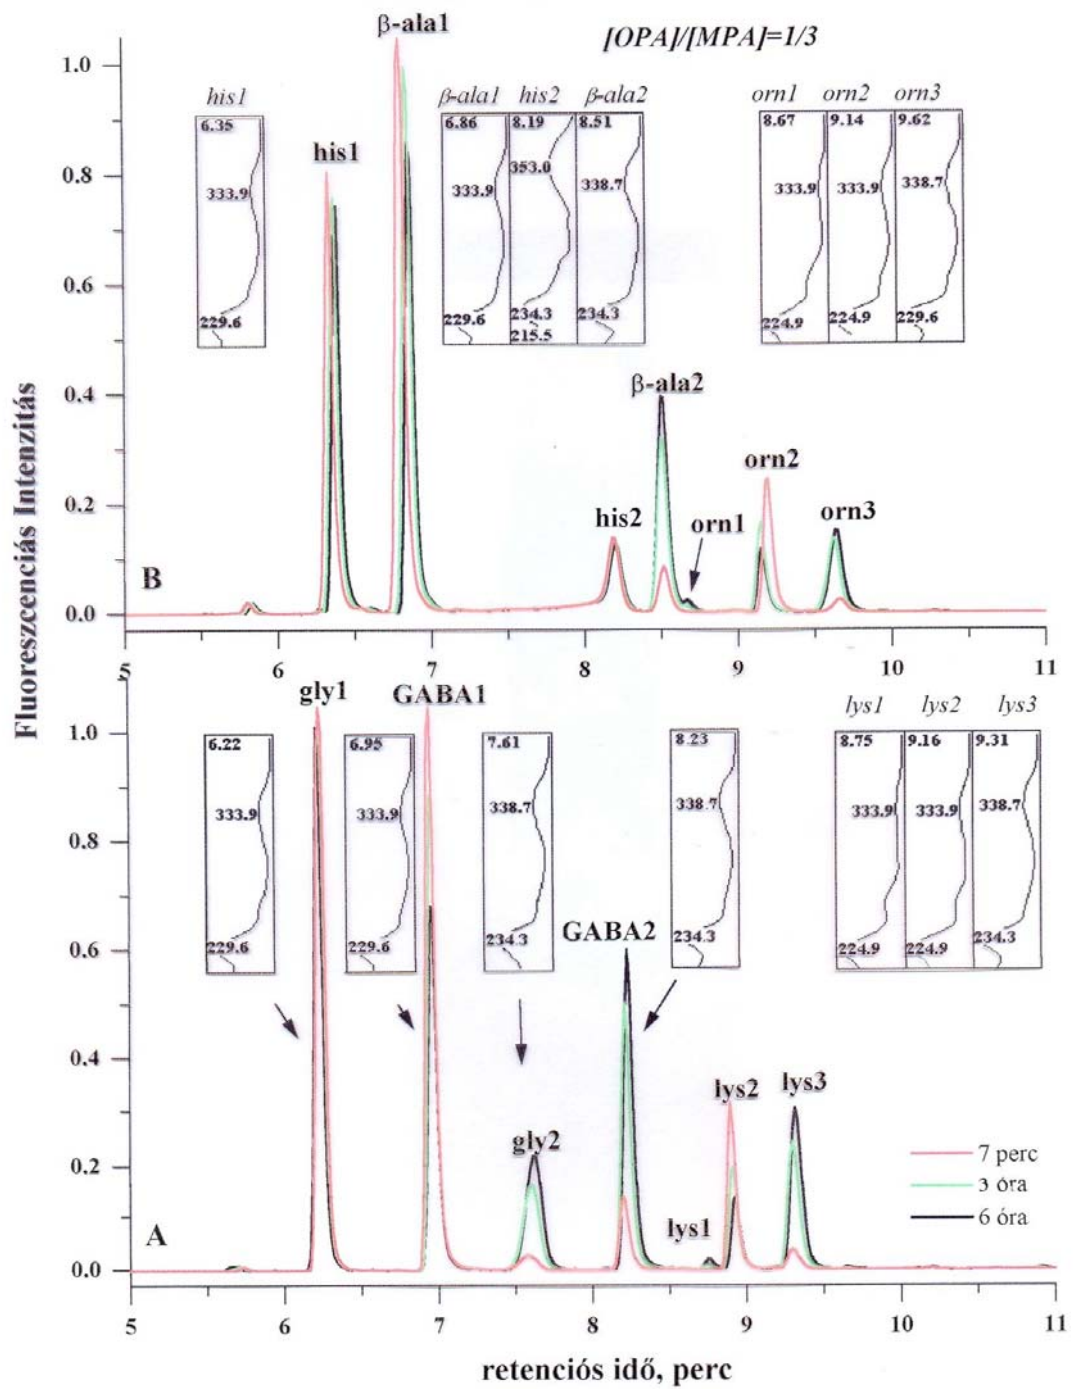 β-ala1
[OPA]/[MPA]=1/3
his1
β-ala1 his2 β-ala2
orn1 orn2 orn3
6.35
333.9
229.6
6.86 8.19 8.51
353.0
333.9
338.7
229.6 234.3 234.3
215.5
8.67 9.14 9.62
333.9 333.9 338.7
224.9 224.9 229.6
his1
β-ala2
his2
orn1
orn2
orn3
B
1.0
0.8
0.6
0.4
0.2
0.0
5 6 7 8 9 10 11
Fluoreszcenciás Intenzitás
gly1
GABA1
lys1 lys2 lys3
6.22
333.9
229.6
6.95
333.9
229.6
7.61
338.7
234.3
8.23
338.7
234.3
8.75 9.16 9.31
333.9 333.9 338.7
224.9 224.9 234.3
GABA2
gly2
lys1
lys2
lys3
7 perc
3 óra
6 óra
A
1.0
0.8
0.6
0.4
0.2
0.0
5 6 7 8 9 10 11
retenciós idő, perc